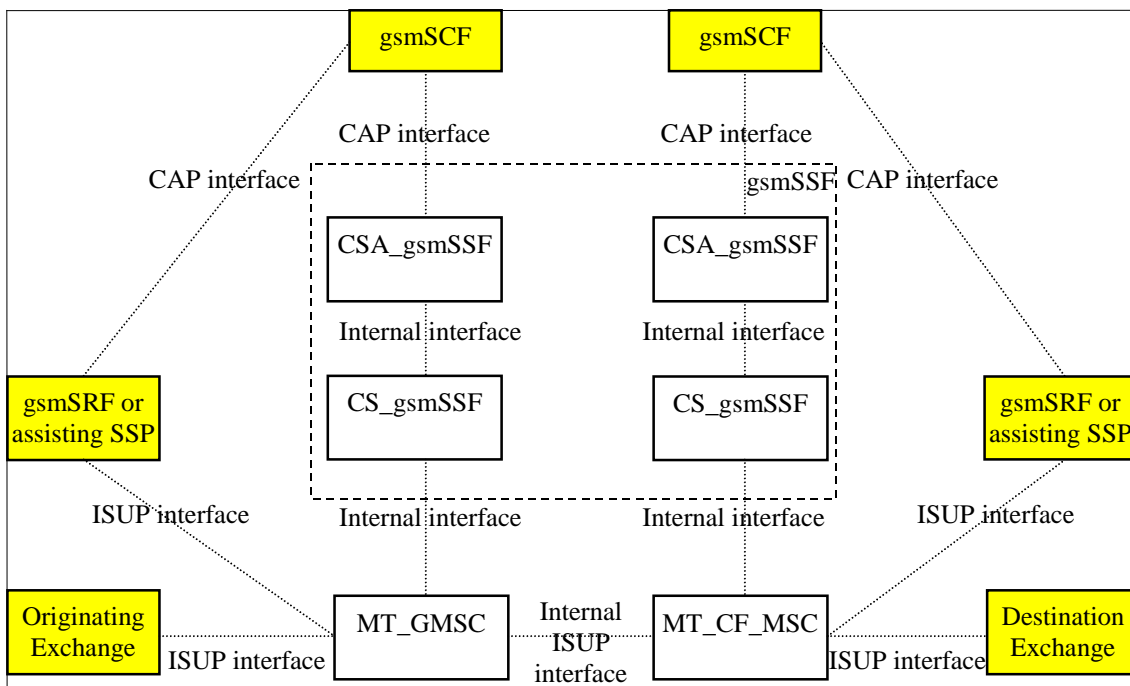 gsmSCF
gsmSCF
CAP interface
CAP interface
CAP interface
gsmSSF
CAP interface
CSA_gsmSSF
CSA_gsmSSF
Internal interface
Internal interface
gsmSRF or
assisting SSP
CS_gsmSSF
CS_gsmSSF
gsmSRF or
assisting SSP
ISUP interface
Internal interface
Internal interface
ISUP interface
Originating
Exchange
MT_GMSC
Internal
ISUP
interface
MT_CF_MSC
Destination
Exchange
ISUP interface
ISUP interface